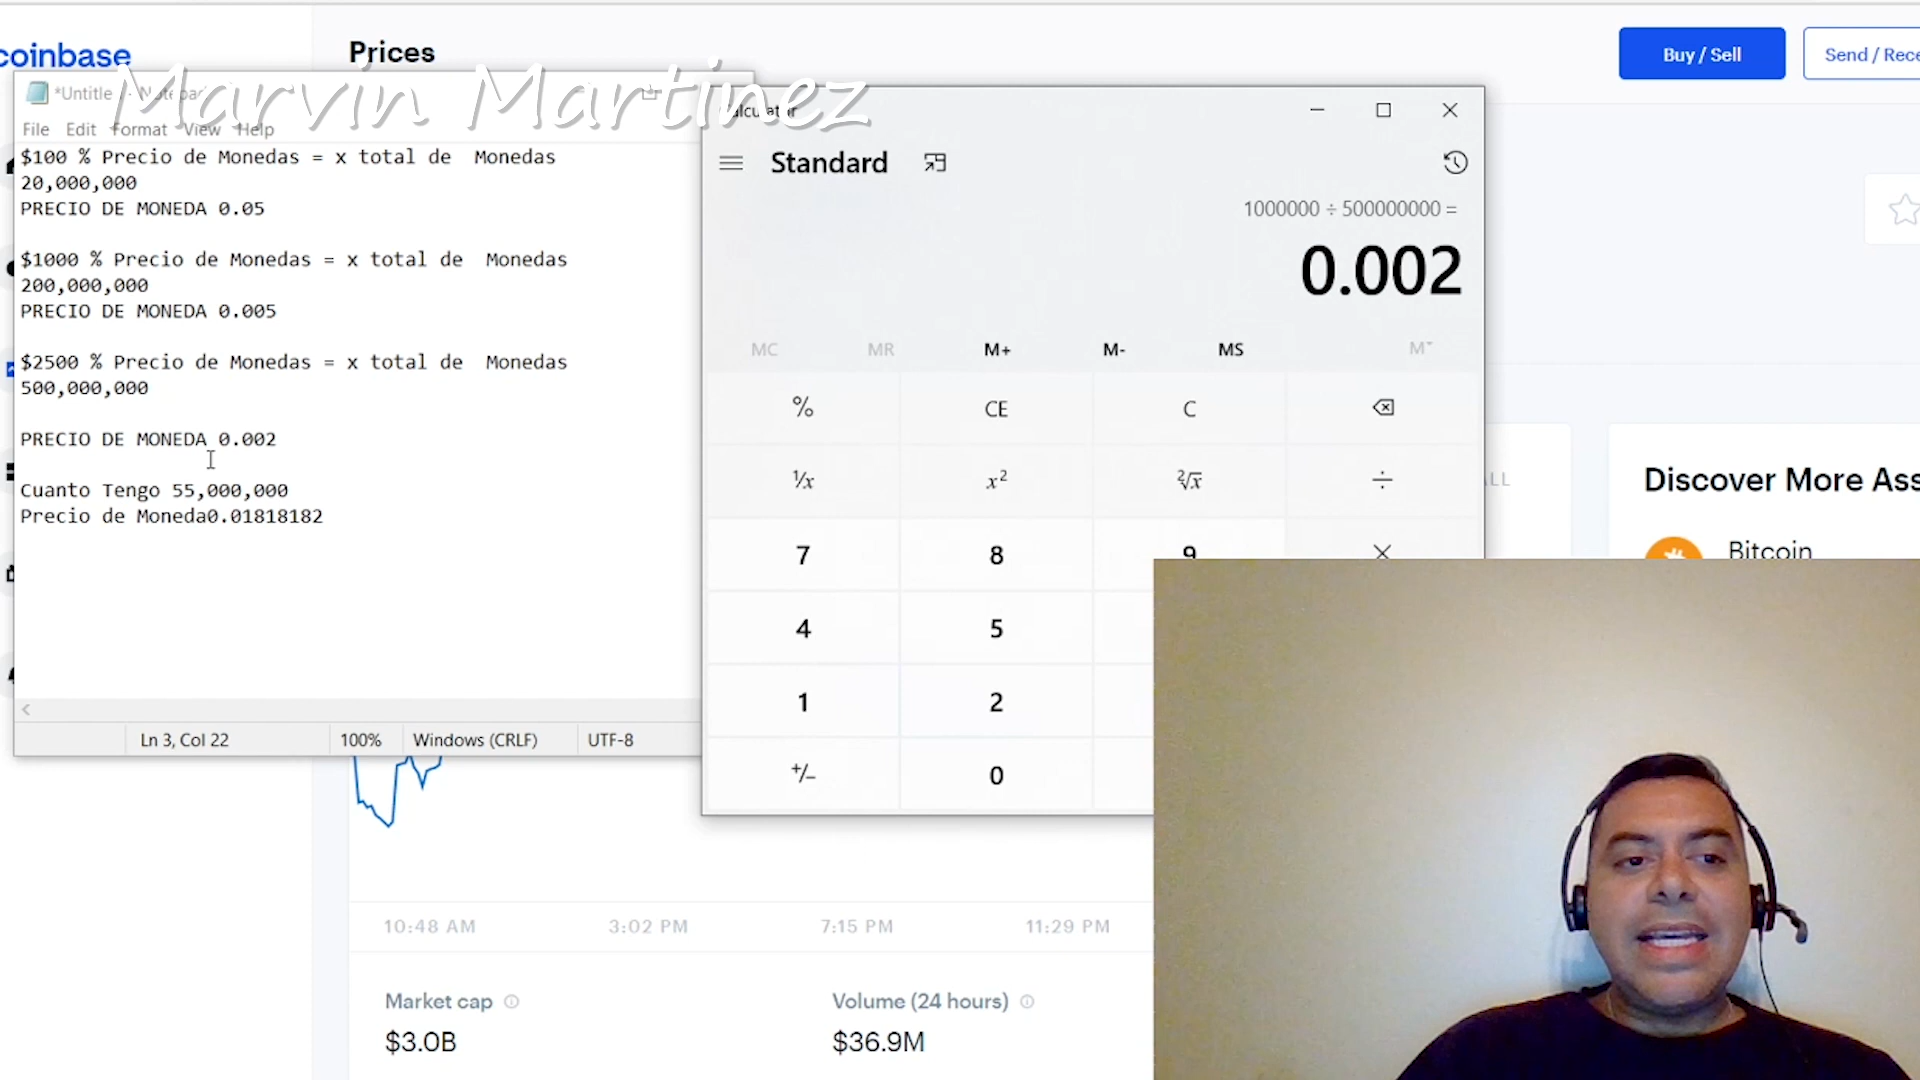 coinbase
Prices
Buy / Sell
Send / Rece
Marvin Martinez
*Untitle
File Edit Format View Help
$100 % Precio de Monedas = x total de  Monedas
20,000,000
PRECIO DE MONEDA 0.05
$1000 % Precio de Monedas = x total de  Monedas
200,000,000
PRECIO DE MONEDA 0.005
$2500 % Precio de Monedas = x total de  Monedas
500,000,000
PRECIO DE MONEDA 0.002
Cuanto Tengo 55,000,000
Precio de Moneda0.01818182
Ln 3, Col 22
100%
Windows (CRLF)
UTF-8
Standard
1000000 ÷ 500000000 =
0.002
MC MR M+ M- MS M˅
% CE C
⅟x x² ²√x ÷
7 8 9 ×
4 5
1 2
+/− 0
Discover More Ass
Bitcoin
10:48 AM 3:02 PM 7:15 PM 11:29 PM
Market cap
$3.0B
Volume (24 hours)
$36.9M